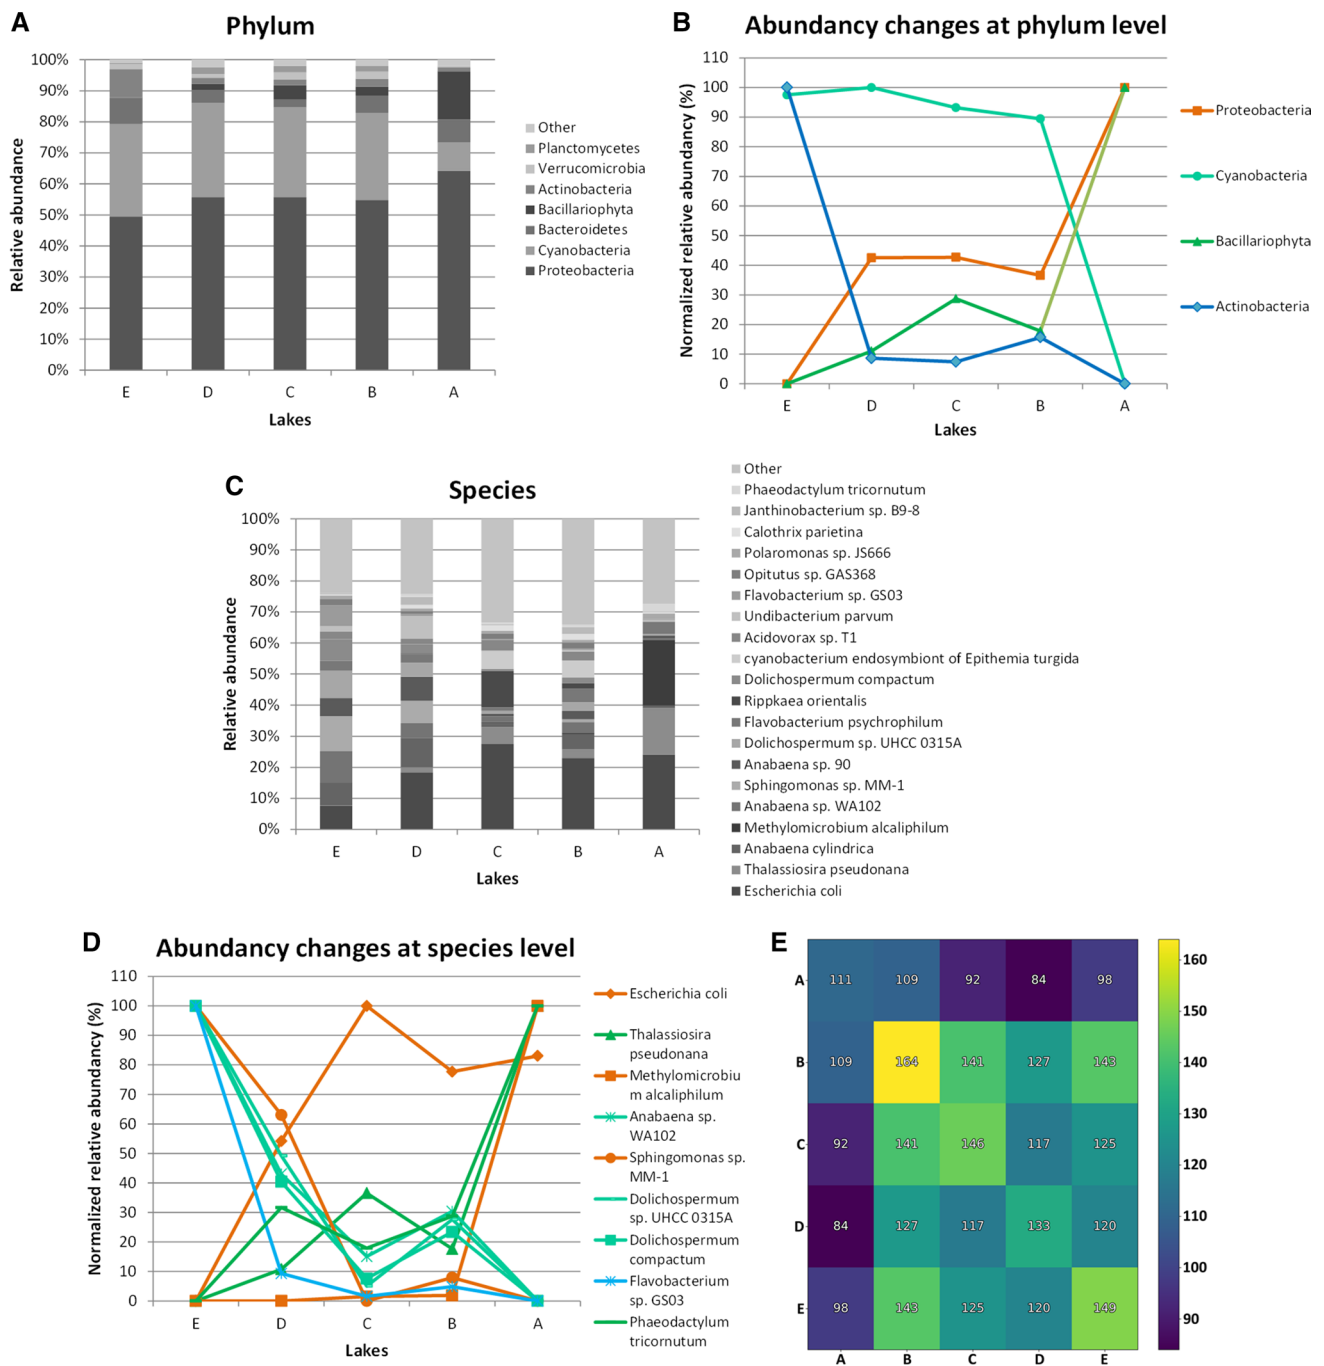 A
Phylum
100%
90%
80%
70%
60%
50%
40%
30%
20%
10%
0%
Relative abundance
E D C B A
Lakes
Other
Planctomycetes
Verrucomicrobia
Actinobacteria
Bacillariophyta
Bacteroidetes
Cyanobacteria
Proteobacteria
B
Abundancy changes at phylum level
110
100
90
80
70
60
50
40
30
20
10
0
Normalized relative abundancy (%)
E D C B A
Lakes
Proteobacteria
Cyanobacteria
Bacillariophyta
Actinobacteria
C
Species
100%
90%
80%
70%
60%
50%
40%
30%
20%
10%
0%
Relative abundance
E D C B A
Lakes
Other
Phaeodactylum tricornutum
Janthinobacterium sp. B9-8
Calothrix parietina
Polaromonas sp. JS666
Opitutus sp. GAS368
Flavobacterium sp. GS03
Undibacterium parvum
Acidovorax sp. T1
cyanobacterium endosymbiont of Epithemia turgida
Dolichospermum compactum
Rippkaea orientalis
Flavobacterium psychrophilum
Dolichospermum sp. UHCC 0315A
Anabaena sp. 90
Sphingomonas sp. MM-1
Anabaena sp. WA102
Methylomicrobium alcaliphilum
Anabaena cylindrica
Thalassiosira pseudonana
Escherichia coli
D
Abundancy changes at species level
110
100
90
80
70
60
50
40
30
20
10
0
Normalized relative abundancy (%)
E D C B A
Lakes
Escherichia coli
Thalassiosira
pseudonana
Methylomicrobiu
m alcaliphilum
Anabaena sp.
WA102
Sphingomonas sp.
MM-1
Dolichospermum
sp. UHCC 0315A
Dolichospermum
compactum
Flavobacterium
sp. GS03
Phaeodactylum
tricornutum
E
A 111 109 92 84 98
B 109 164 141 127 143
C 92 141 146 117 125
D 84 127 117 133 120
E 98 143 125 120 149
A B C D E
160
150
140
130
120
110
100
90